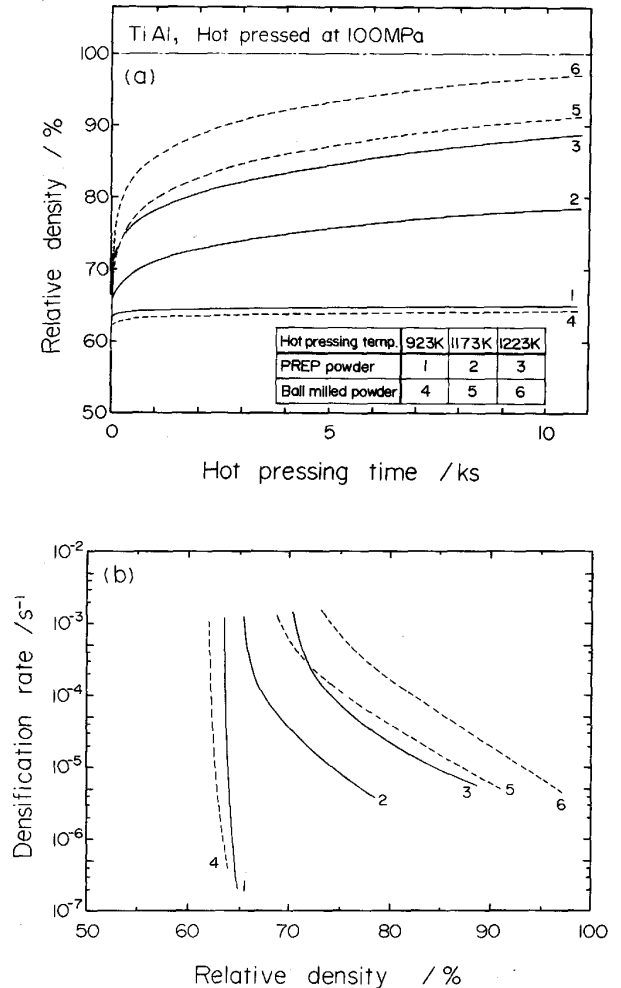 TiAl, Hot pressed at 100MPa
(a)
100
90
80
70
60
50
Relative density / %
6
5
3
2
1
4
Hot pressing temp. 923K 1173K 1223K
PREP powder 1 2 3
Ball milled powder 4 5 6
0 5 10
Hot pressing time / ks
(b)
10-2
10-3
10-4
10-5
10-6
10-7
Densification rate / s-1
4 1 2 3 5 6
50 60 70 80 90 100
Relative density / %